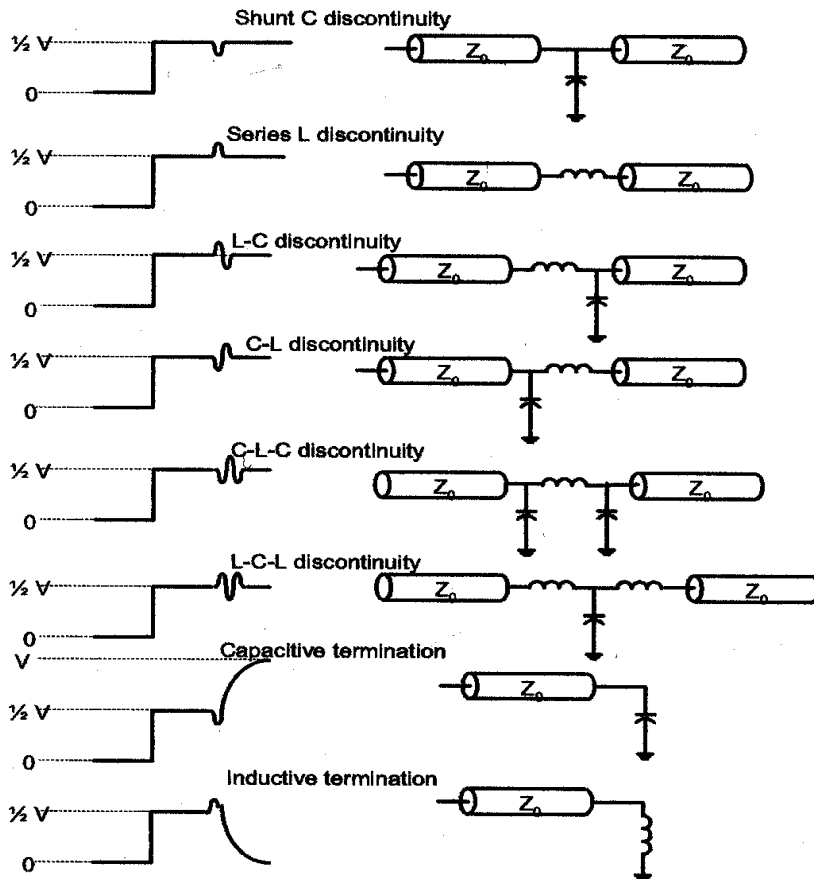 Shunt C discontinuity
½ V
0
Z₀
Z₀
Series L discontinuity
½ V
0
Z₀
Z₀
L-C discontinuity
½ V
0
Z₀
Z₀
C-L discontinuity
½ V
0
Z₀
Z₀
C-L-C discontinuity
½ V
0
Z₀
Z₀
L-C-L discontinuity
½ V
0
Z₀
Z₀
Capacitive termination
V
½ V
0
Z₀
Inductive termination
½ V
0
Z₀